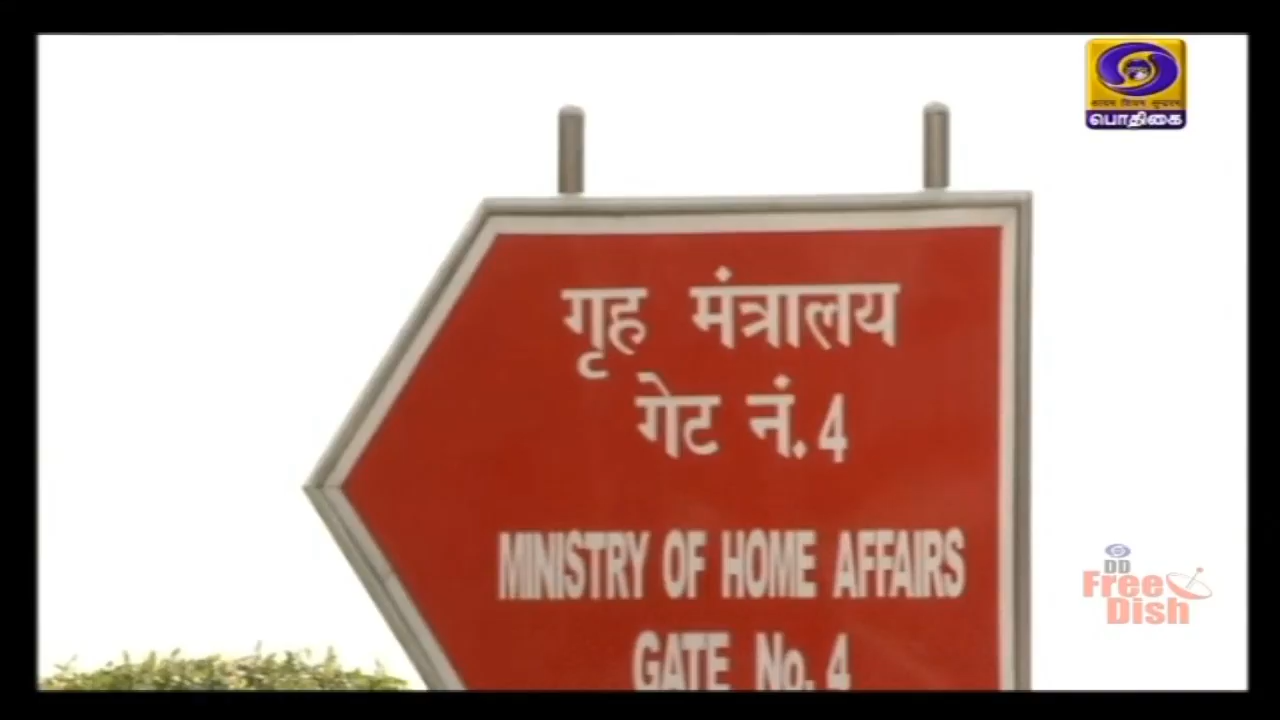 பொதிகை
गृह मंत्रालय
गेट नं. 4
MINISTRY OF HOME AFFAIRS
GATE No. 4
DD
Free
Dish